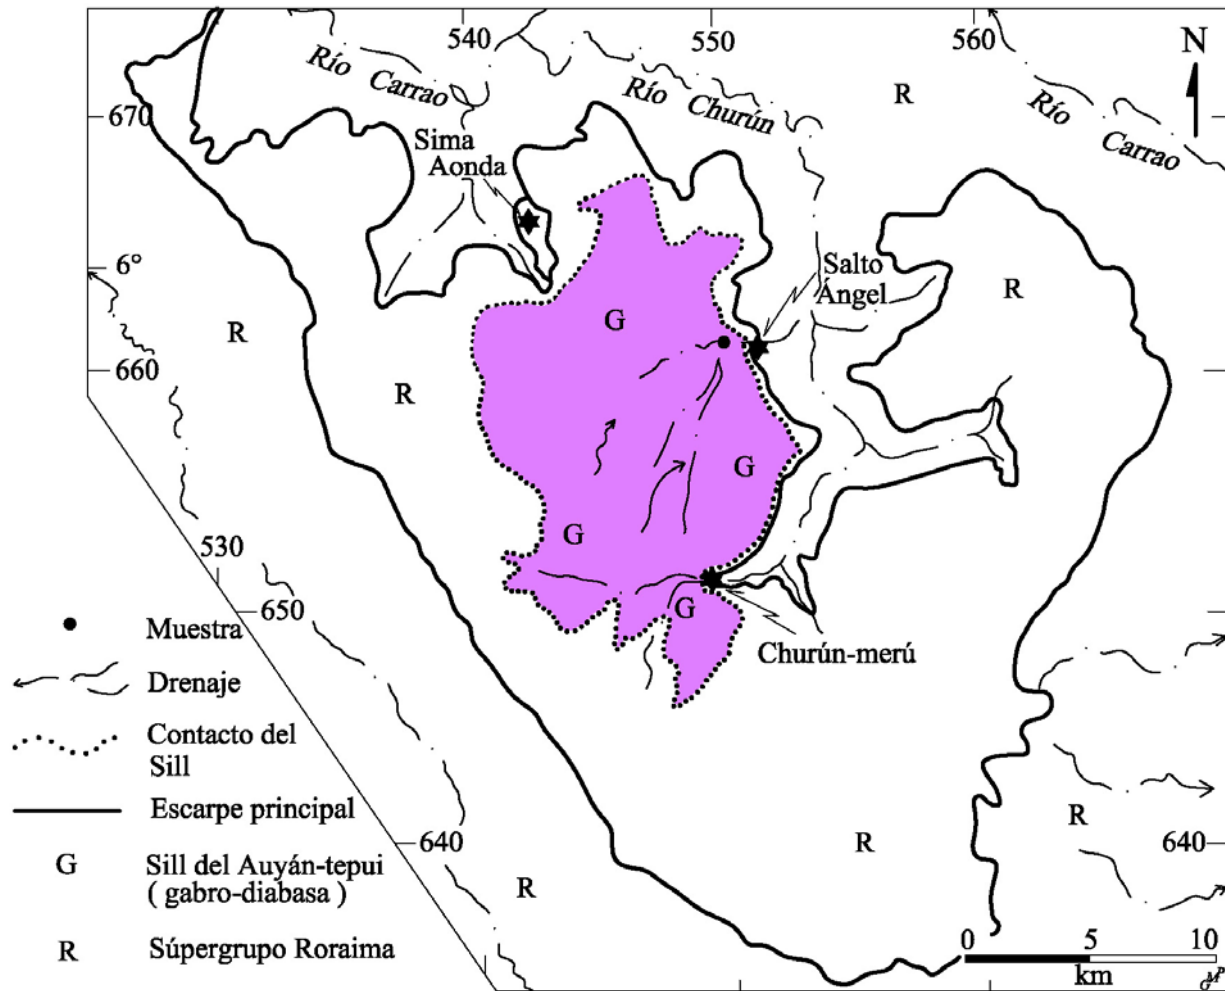 540
550
560
N
Río Carrao
Río Churún
R
Río
Carrao
670
Sima
Aonda
6°
Salto
Ángel
R
R
G
660
R
G
G
530
650
G
Muestra
Churún-merú
Drenaje
Contacto del
Sill
Escarpe principal
R
640
R
640
G
Sill del Auyán-tepui
( gabro-diabasa )
R
R
Súpergrupo Roraima
0 5 10
km